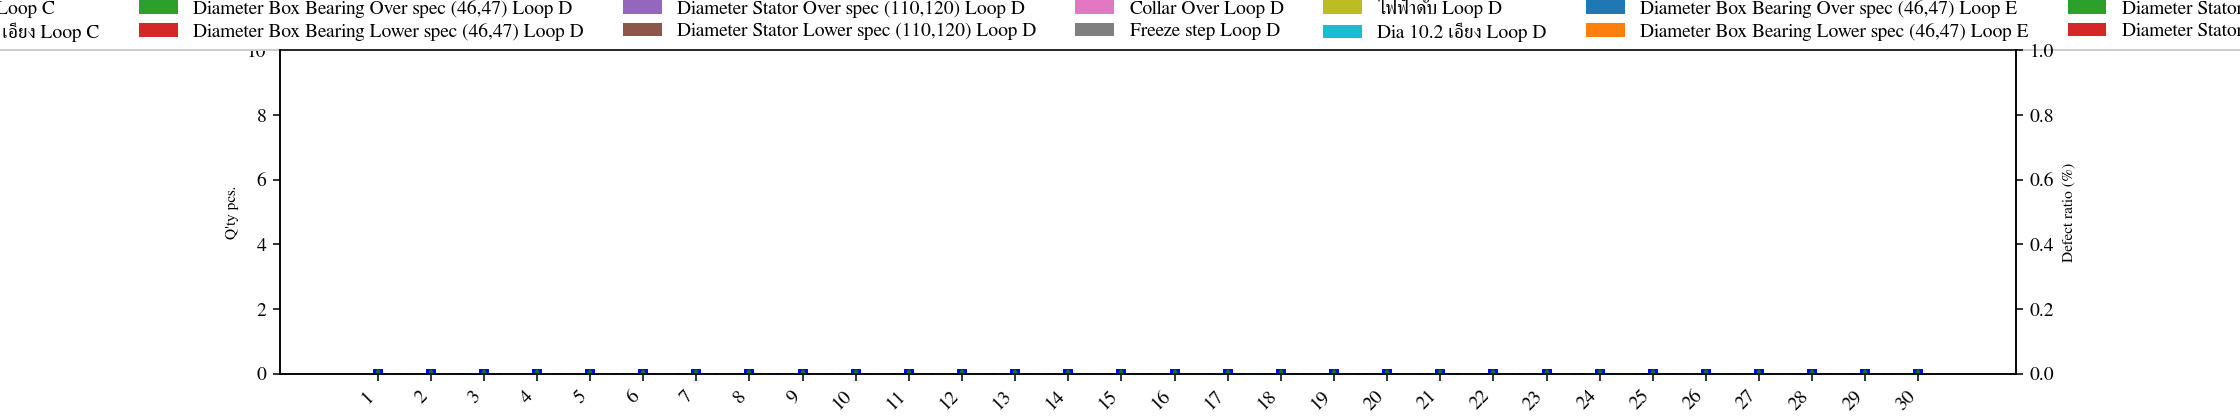 Loop C
Diameter Box Bearing Over spec (46,47) Loop D
Diameter Stator Over spec (110,120) Loop D
Collar Over Loop D
ไฟฟ้าดับ Loop D
Diameter Box Bearing Over spec (46,47) Loop E
Diameter Stator
เอียง Loop C
Diameter Box Bearing Lower spec (46,47) Loop D
Diameter Stator Lower spec (110,120) Loop D
Freeze step Loop D
Dia 10.2 เอียง Loop D
Diameter Box Bearing Lower spec (46,47) Loop E
Diameter Stator
10
8
6
4
2
0
Q'ty pcs.
1.0
0.8
0.6
0.4
0.2
0.0
Defect ratio (%)
1 2 3 4 5 6 7 8 9 10 11 12 13 14 15 16 17 18 19 20 21 22 23 24 25 26 27 28 29 30